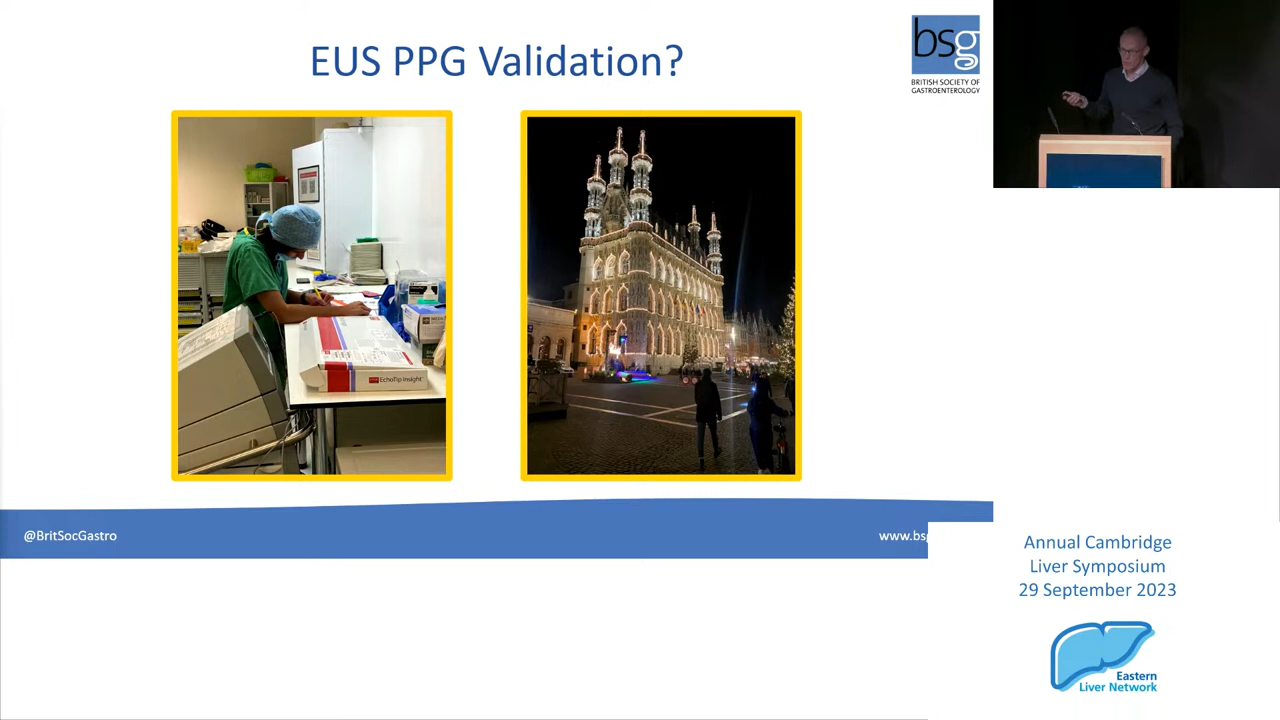 EUS PPG Validation?
bsg
BRITISH SOCIETY OF
GASTROENTEROLOGY
EchoTip Insight
@BritSocGastro
www.bsg
Annual Cambridge
Liver Symposium
29 September 2023
Eastern
Liver Network